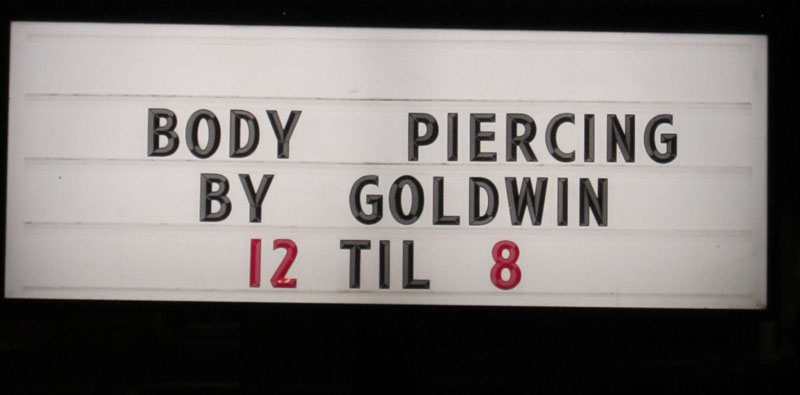 BODY PIERCING
BY GOLDWIN
12 TIL 8